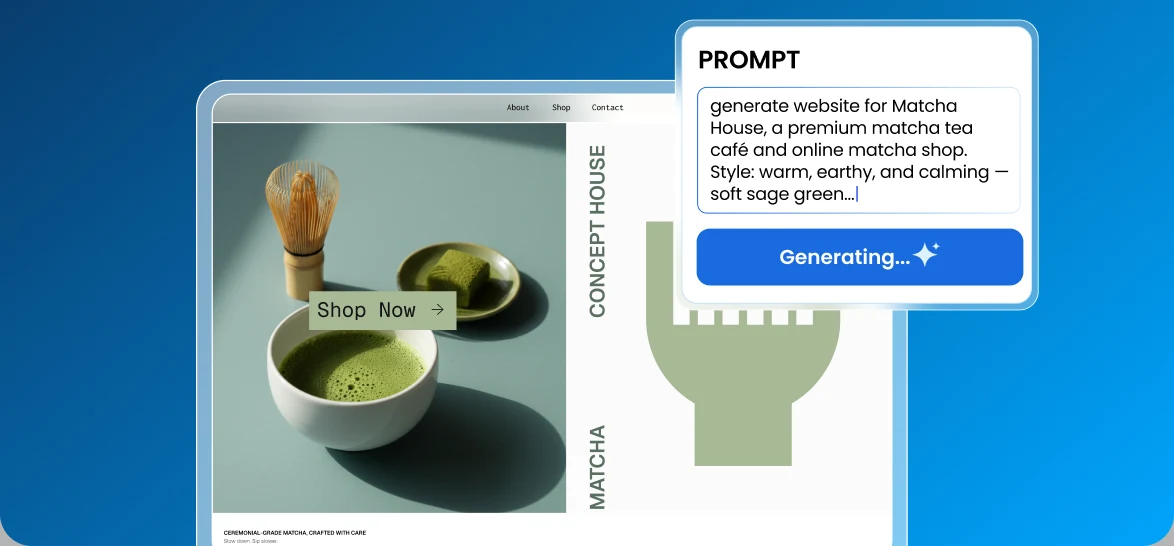 PROMPT
generate website for Matcha
House, a premium matcha tea
café and online matcha shop.
Style: warm, earthy, and calming —
soft sage green...
Generating...
About Shop Contact
Shop Now →
CONCEPT HOUSE
MATCHA
CEREMONIAL-GRADE MATCHA, CRAFTED WITH CARE
Slow down. Sip slower.